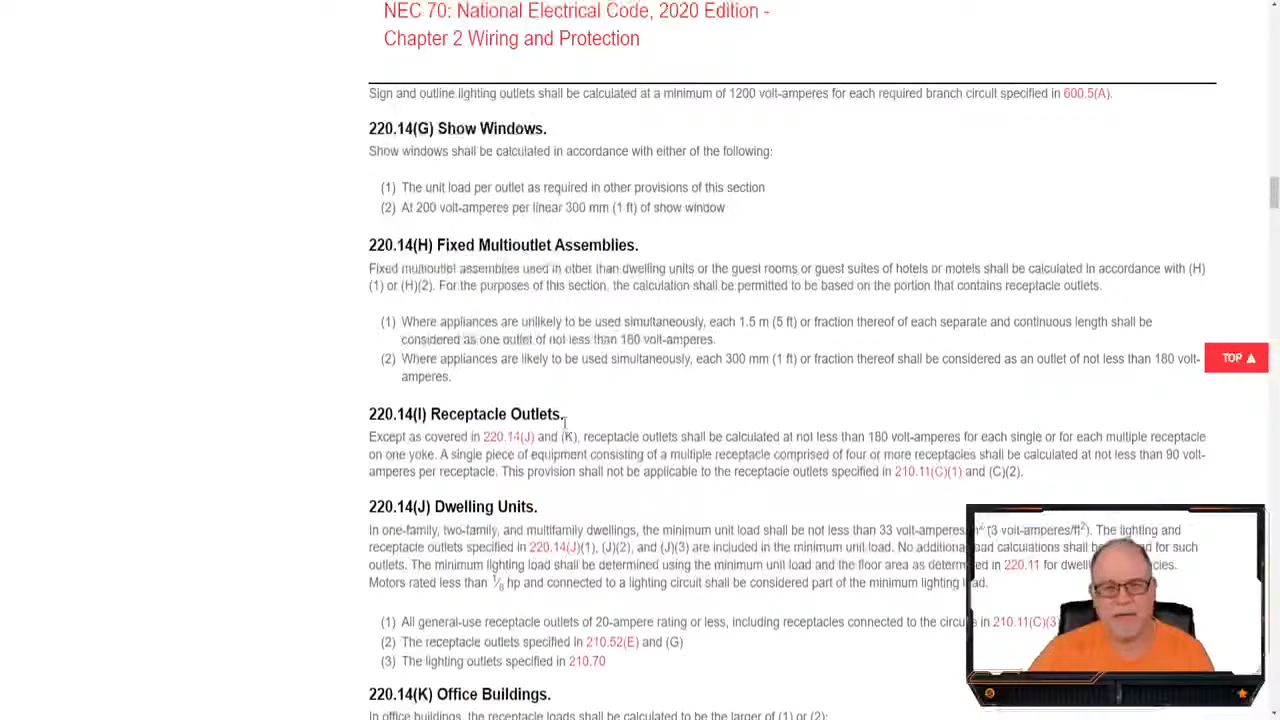 NEC 70: National Electrical Code, 2020 Edition -
Chapter 2 Wiring and Protection
Sign and outline lighting outlets shall be calculated at a minimum of 1200 volt-amperes for each required branch circuit specified in 600.5(A).
220.14(G) Show Windows.
Show windows shall be calculated in accordance with either of the following:
(1) The unit load per outlet as required in other provisions of this section
(2) At 200 volt-amperes per linear 300 mm (1 ft) of show window
220.14(H) Fixed Multioutlet Assemblies.
Fixed multioutlet assemblies used in other than dwelling units or the guest rooms or guest suites of hotels or motels shall be calculated in accordance with (H)
(1) or (H)(2). For the purposes of this section, the calculation shall be permitted to be based on the portion that contains receptacle outlets.
(1) Where appliances are unlikely to be used simultaneously, each 1.5 m (5 ft) or fraction thereof of each separate and continuous length shall be
considered as one outlet of not less than 180 volt-amperes.
(2) Where appliances are likely to be used simultaneously, each 300 mm (1 ft) or fraction thereof shall be considered as an outlet of not less than 180 volt-
amperes.
TOP ▲
220.14(I) Receptacle Outlets.
Except as covered in 220.14(J) and (K), receptacle outlets shall be calculated at not less than 180 volt-amperes for each single or for each multiple receptacle
on one yoke. A single piece of equipment consisting of a multiple receptacle comprised of four or more receptacles shall be calculated at not less than 90 volt-
amperes per receptacle. This provision shall not be applicable to the receptacle outlets specified in 210.11(C)(1) and (C)(2).
220.14(J) Dwelling Units.
In one-family, two-family, and multifamily dwellings, the minimum unit load shall be not less than 33 volt-amperes/ (3 volt-amperes/ft²). The lighting and
receptacle outlets specified in 220.14(J)(1), (J)(2), and (J)(3) are included in the minimum unit load. No additional calculations shall for such
outlets. The minimum lighting load shall be determined using the minimum unit load and the floor area as determ in 220.11 for dwell
Motors rated less than ⅛ hp and connected to a lighting circuit shall be considered part of the minimum lighting ad.
(1) All general-use receptacle outlets of 20-ampere rating or less, including receptacles connected to the circu in 210.11(C)(3
(2) The receptacle outlets specified in 210.52(E) and (G)
(3) The lighting outlets specified in 210.70
220.14(K) Office Buildings.
In office buildings, the receptacle loads shall be calculated to be the larger of (1) or (2):